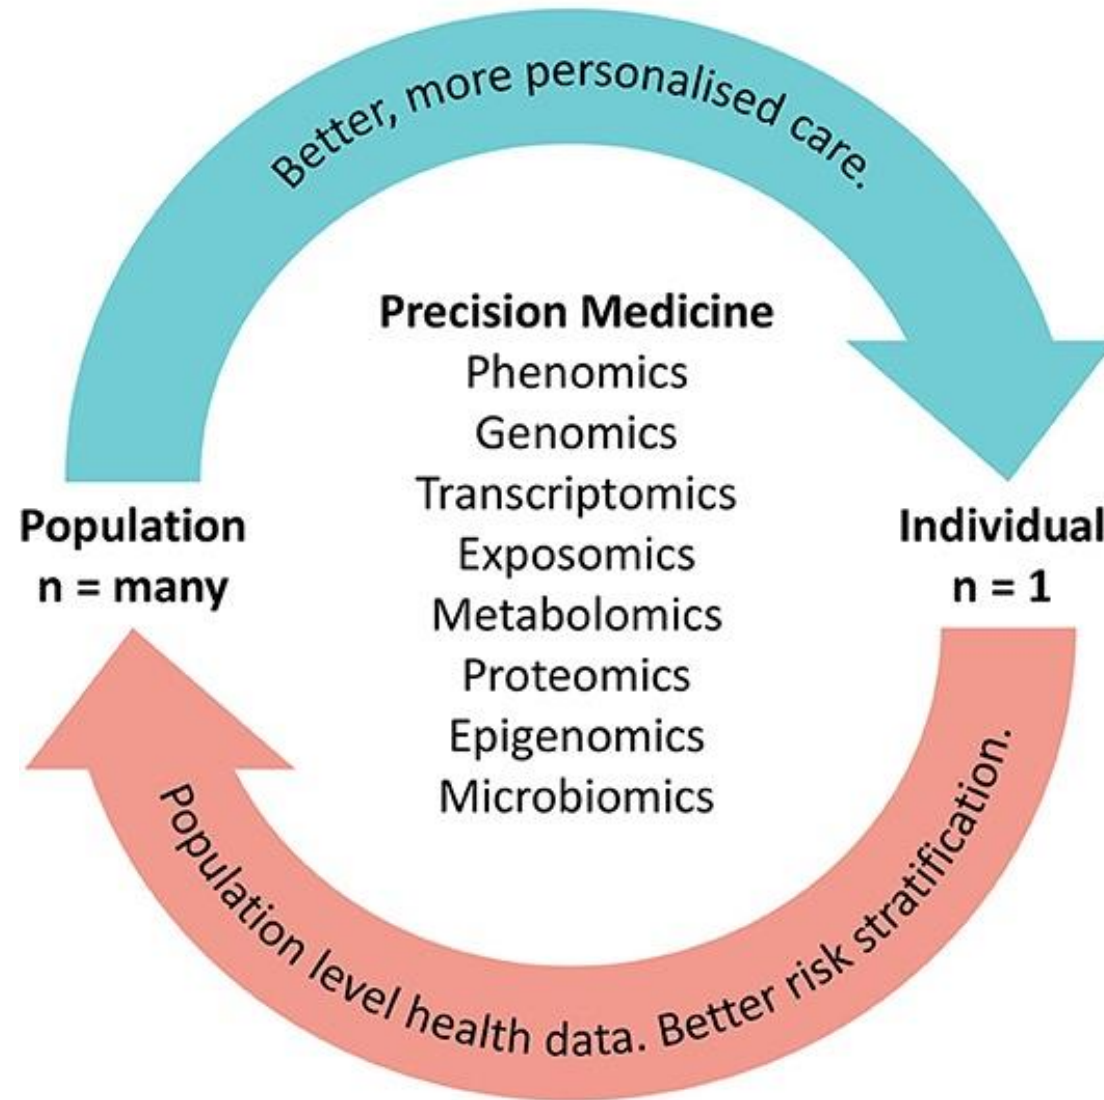 Better, more personalised care.
Precision Medicine
Phenomics
Genomics
Transcriptomics
Exposomics
Metabolomics
Proteomics
Epigenomics
Microbiomics
Population
n = many
Individual
n = 1
Population level health data. Better risk stratification.